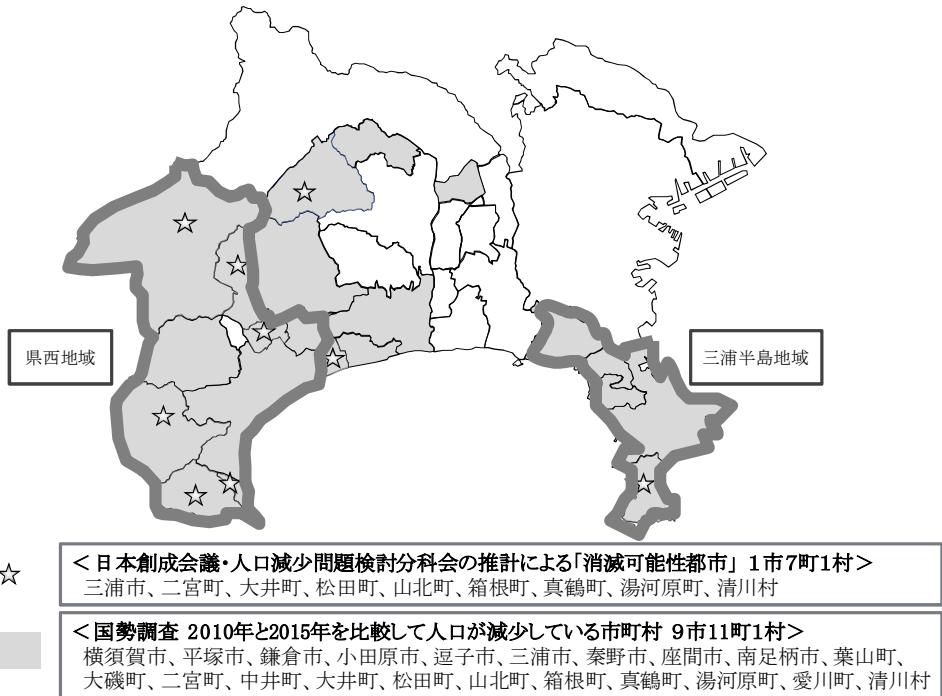 県西地域
三浦半島地域
☆
＜日本創成会議・人口減少問題検討分科会の推計による「消滅可能性都市」 1市7町1村＞
三浦市、二宮町、大井町、松田町、山北町、箱根町、真鶴町、湯河原町、清川村
＜国勢調査 2010年と2015年を比較して人口が減少している市町村 9市11町1村＞
横須賀市、平塚市、鎌倉市、小田原市、逗子市、三浦市、秦野市、座間市、南足柄市、葉山町、
大磯町、二宮町、中井町、大井町、松田町、山北町、箱根町、真鶴町、湯河原町、愛川町、清川村